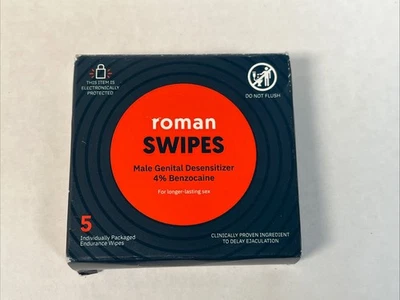 THIS ITEM IS
ELECTRONICALLY
PROTECTED
DO NOT FLUSH
roman
SWIPES
Male Genital Desensitizer
4% Benzocaine
For longer-lasting sex
5
Individually Packaged
Endurance Wipes
CLINICALLY PROVEN INGREDIENT
TO DELAY EJACULATION